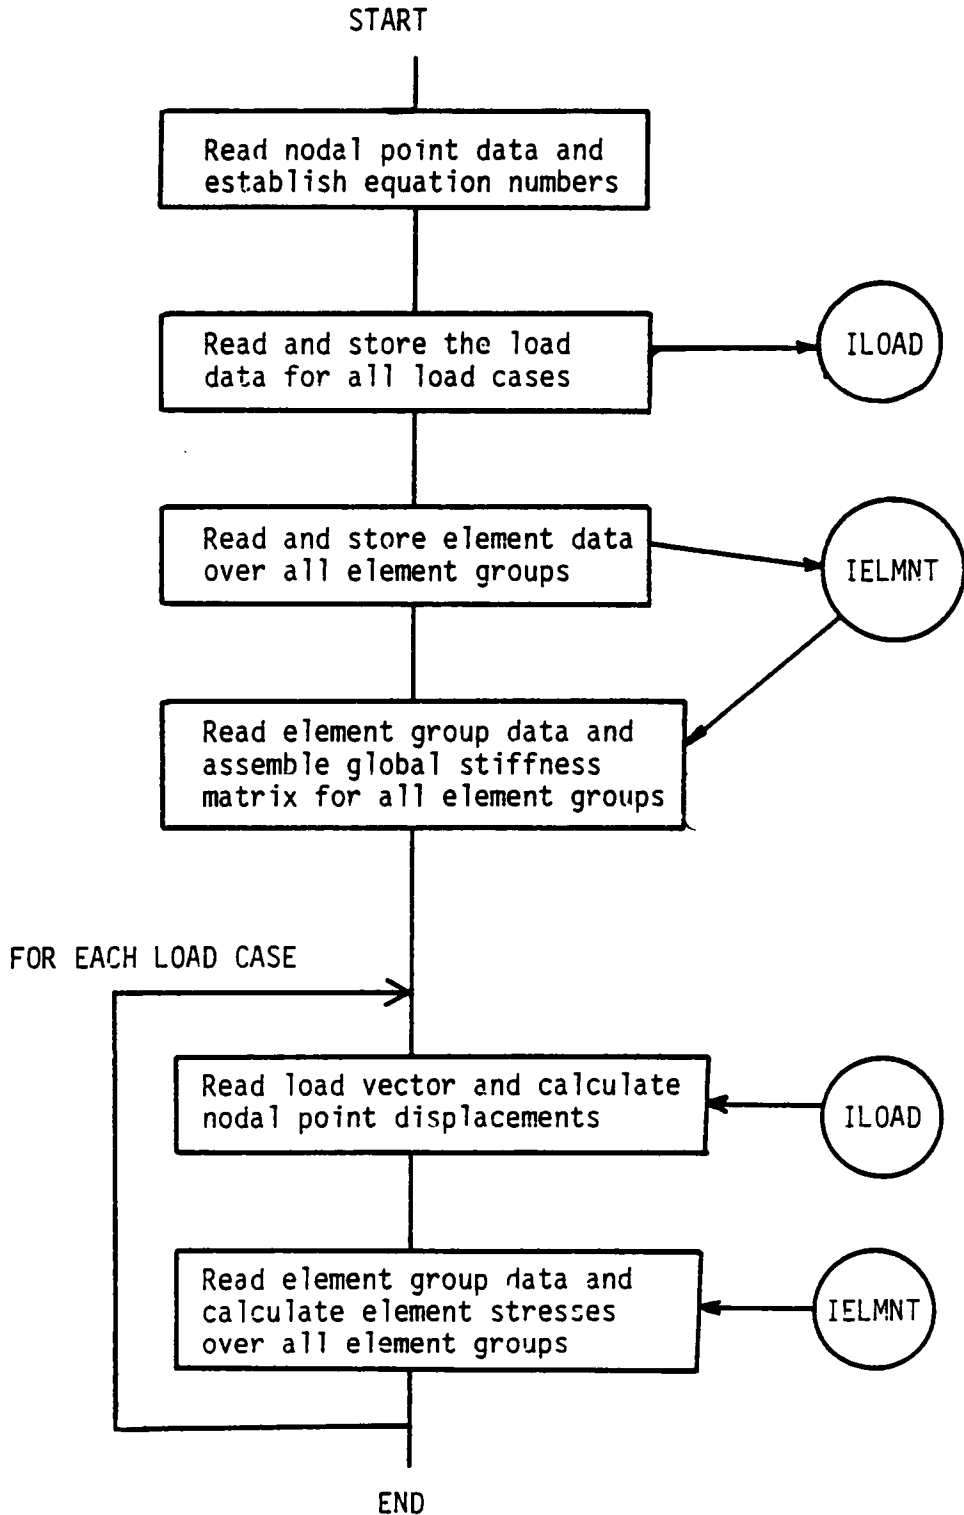 START
Read nodal point data and
establish equation numbers
Read and store the load
data for all load cases
ILOAD
Read and store element data
over all element groups
IELMNT
Read element group data and
assemble global stiffness
matrix for all element groups
FOR EACH LOAD CASE
Read load vector and calculate
nodal point displacements
ILOAD
Read element group data and
calculate element stresses
over all element groups
IELMNT
END